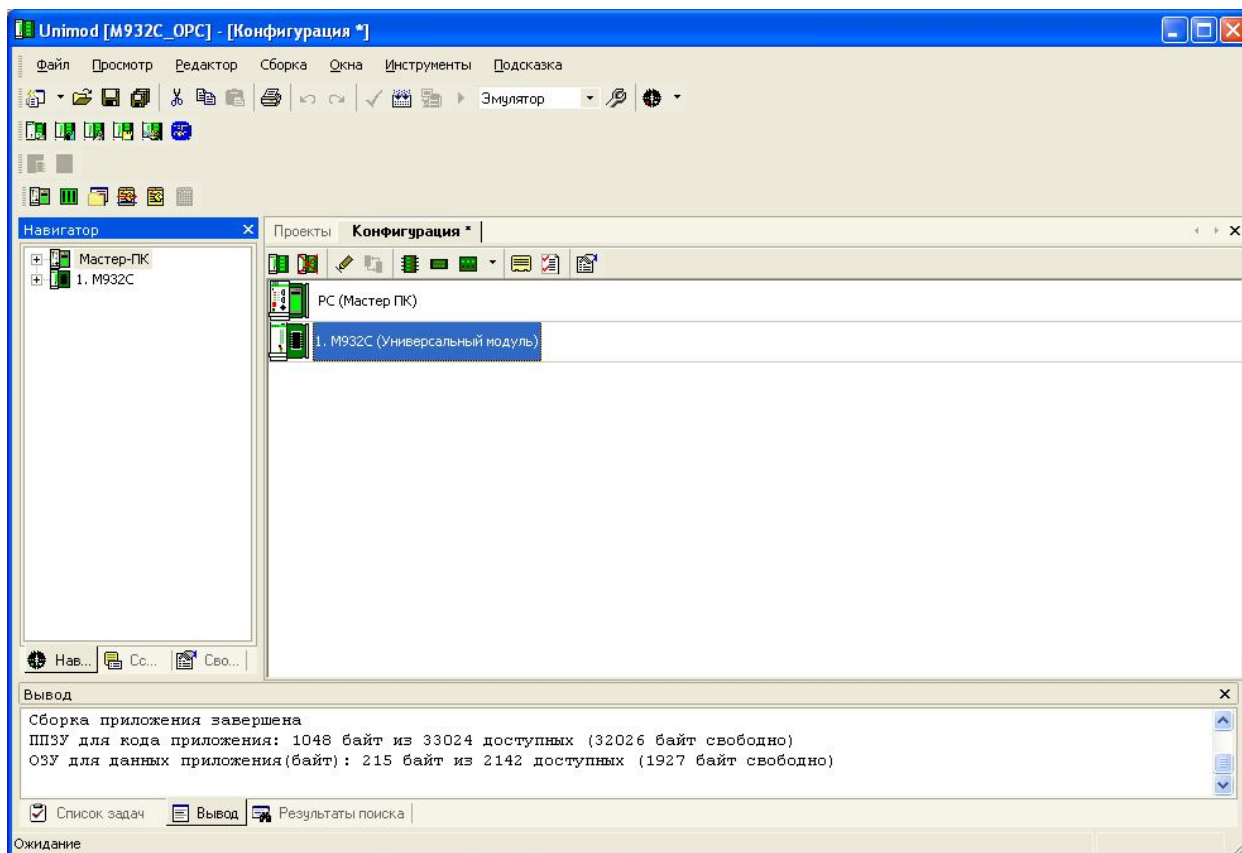 Unimod [M932C_OPC] - [Конфигурация *]
Файл Просмотр Редактор Сборка Окна Инструменты Подсказка
Эмулятор
Навигатор
Проекты Конфигурация *
Мастер-ПК
1. M932C
PC (Мастер ПК)
1. M932C (Универсальный модуль)
Нав... Сс... Сво...
Вывод
Сборка приложения завершена
ППЗУ для кода приложения: 1048 байт из 33024 доступных (32026 байт свободно)
ОЗУ для данных приложения(байт): 215 байт из 2142 доступных (1927 байт свободно)
Список задач Вывод Результаты поиска
Ожидание